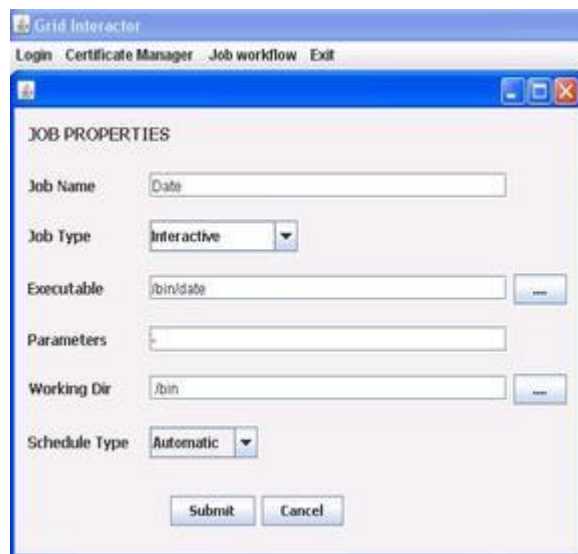 Grid Interactor
Login Certificate Manager Job workflow Exit
JOB PROPERTIES
Job Name Date
Job Type Interactive
Executable /bin/date ...
Parameters -
Working Dir /bin ...
Schedule Type Automatic
Submit Cancel